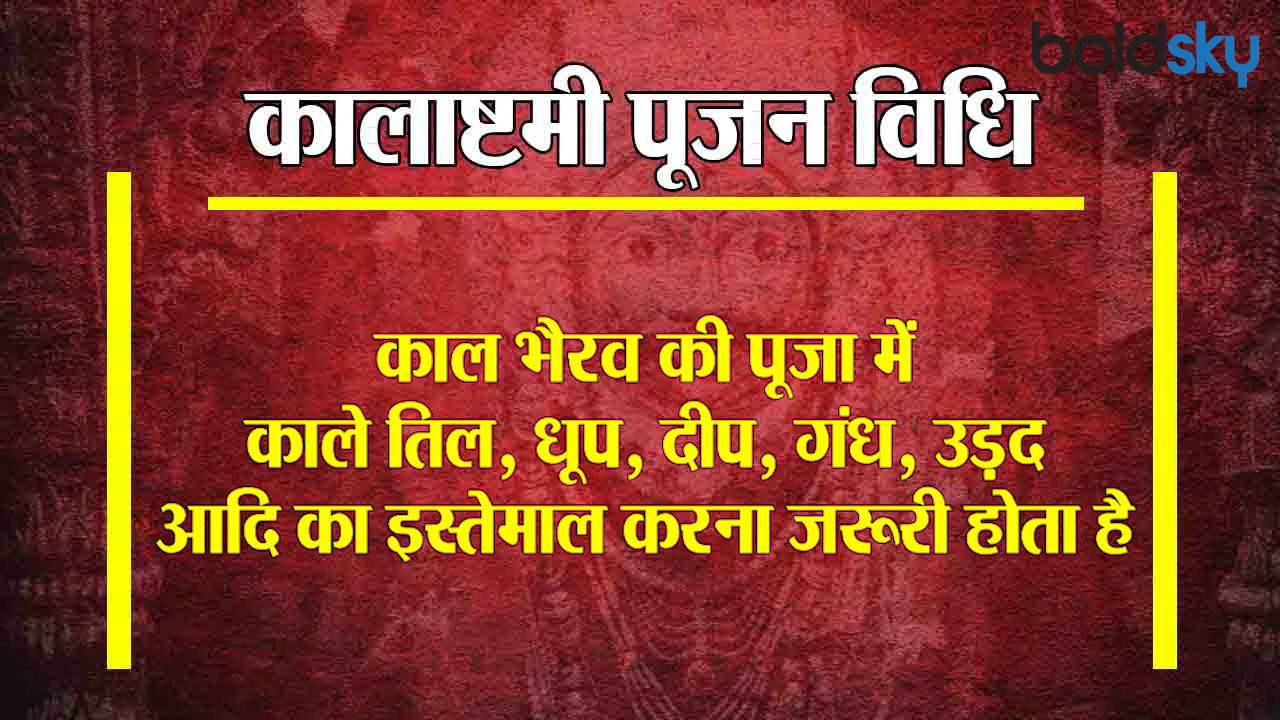 boldsky
कालाष्टमी पूजन विधि
काल भैरव की पूजा में
काले तिल, धूप, दीप, गंध, उड़द
आदि का इस्तेमाल करना जरूरी होता है